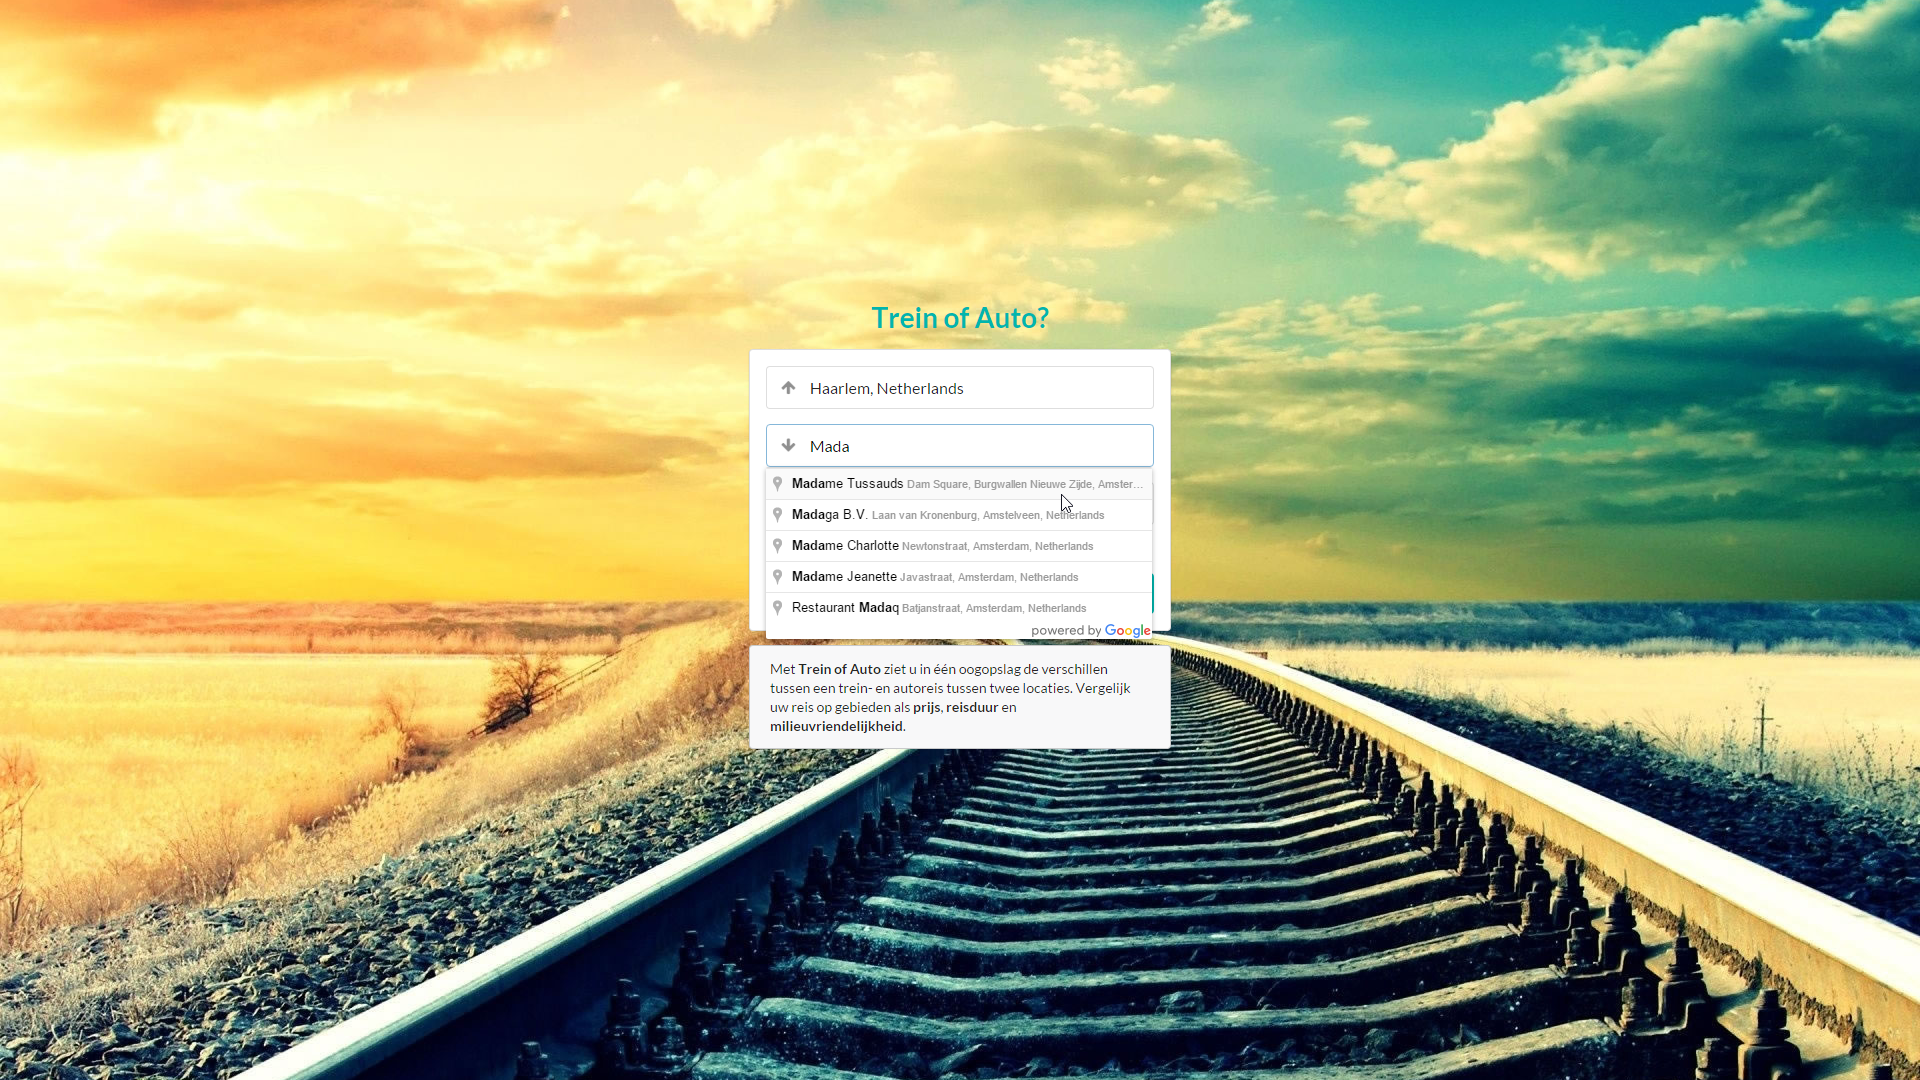 Trein of Auto?
Haarlem, Netherlands
Mada
Madame Tussauds Dam Square, Burgwallen Nieuwe Zijde, Amster...
Madaga B.V. Laan van Kronenburg, Amstelveen, Netherlands
Madame Charlotte Newtonstraat, Amsterdam, Netherlands
Madame Jeanette Javastraat, Amsterdam, Netherlands
Restaurant Madaq Batjanstraat, Amsterdam, Netherlands
powered by Google
Met Trein of Auto ziet u in één oogopslag de verschillen
tussen een trein- en autoreis tussen twee locaties. Vergelijk
uw reis op gebieden als prijs, reisduur en
milieuvriendelijkheid.